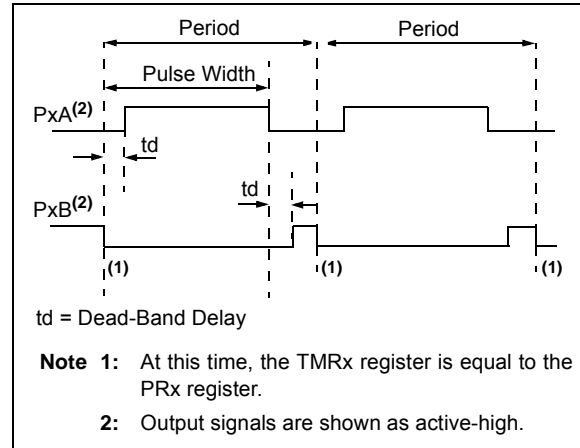 Period Period
Pulse Width
PxA(2)
td
td
PxB(2)
(1) (1) (1)
td = Dead-Band Delay
Note 1: At this time, the TMRx register is equal to the
PRx register.
2: Output signals are shown as active-high.